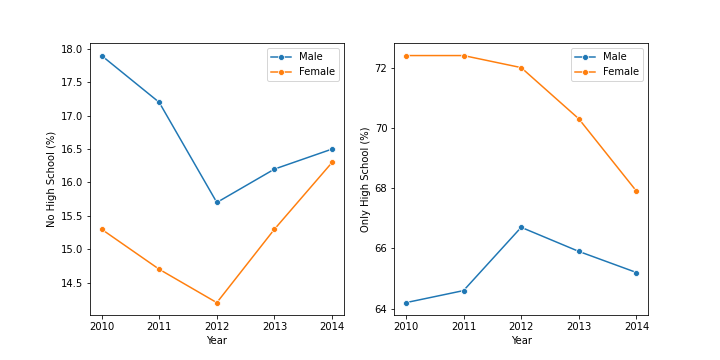 No High School (%)
18.0
17.5
17.0
16.5
16.0
15.5
15.0
14.5
2010
2011
2012
2013
2014
Year
Male
Female
Only High School (%)
72
70
68
66
64
2010
2011
2012
2013
2014
Year
Male
Female